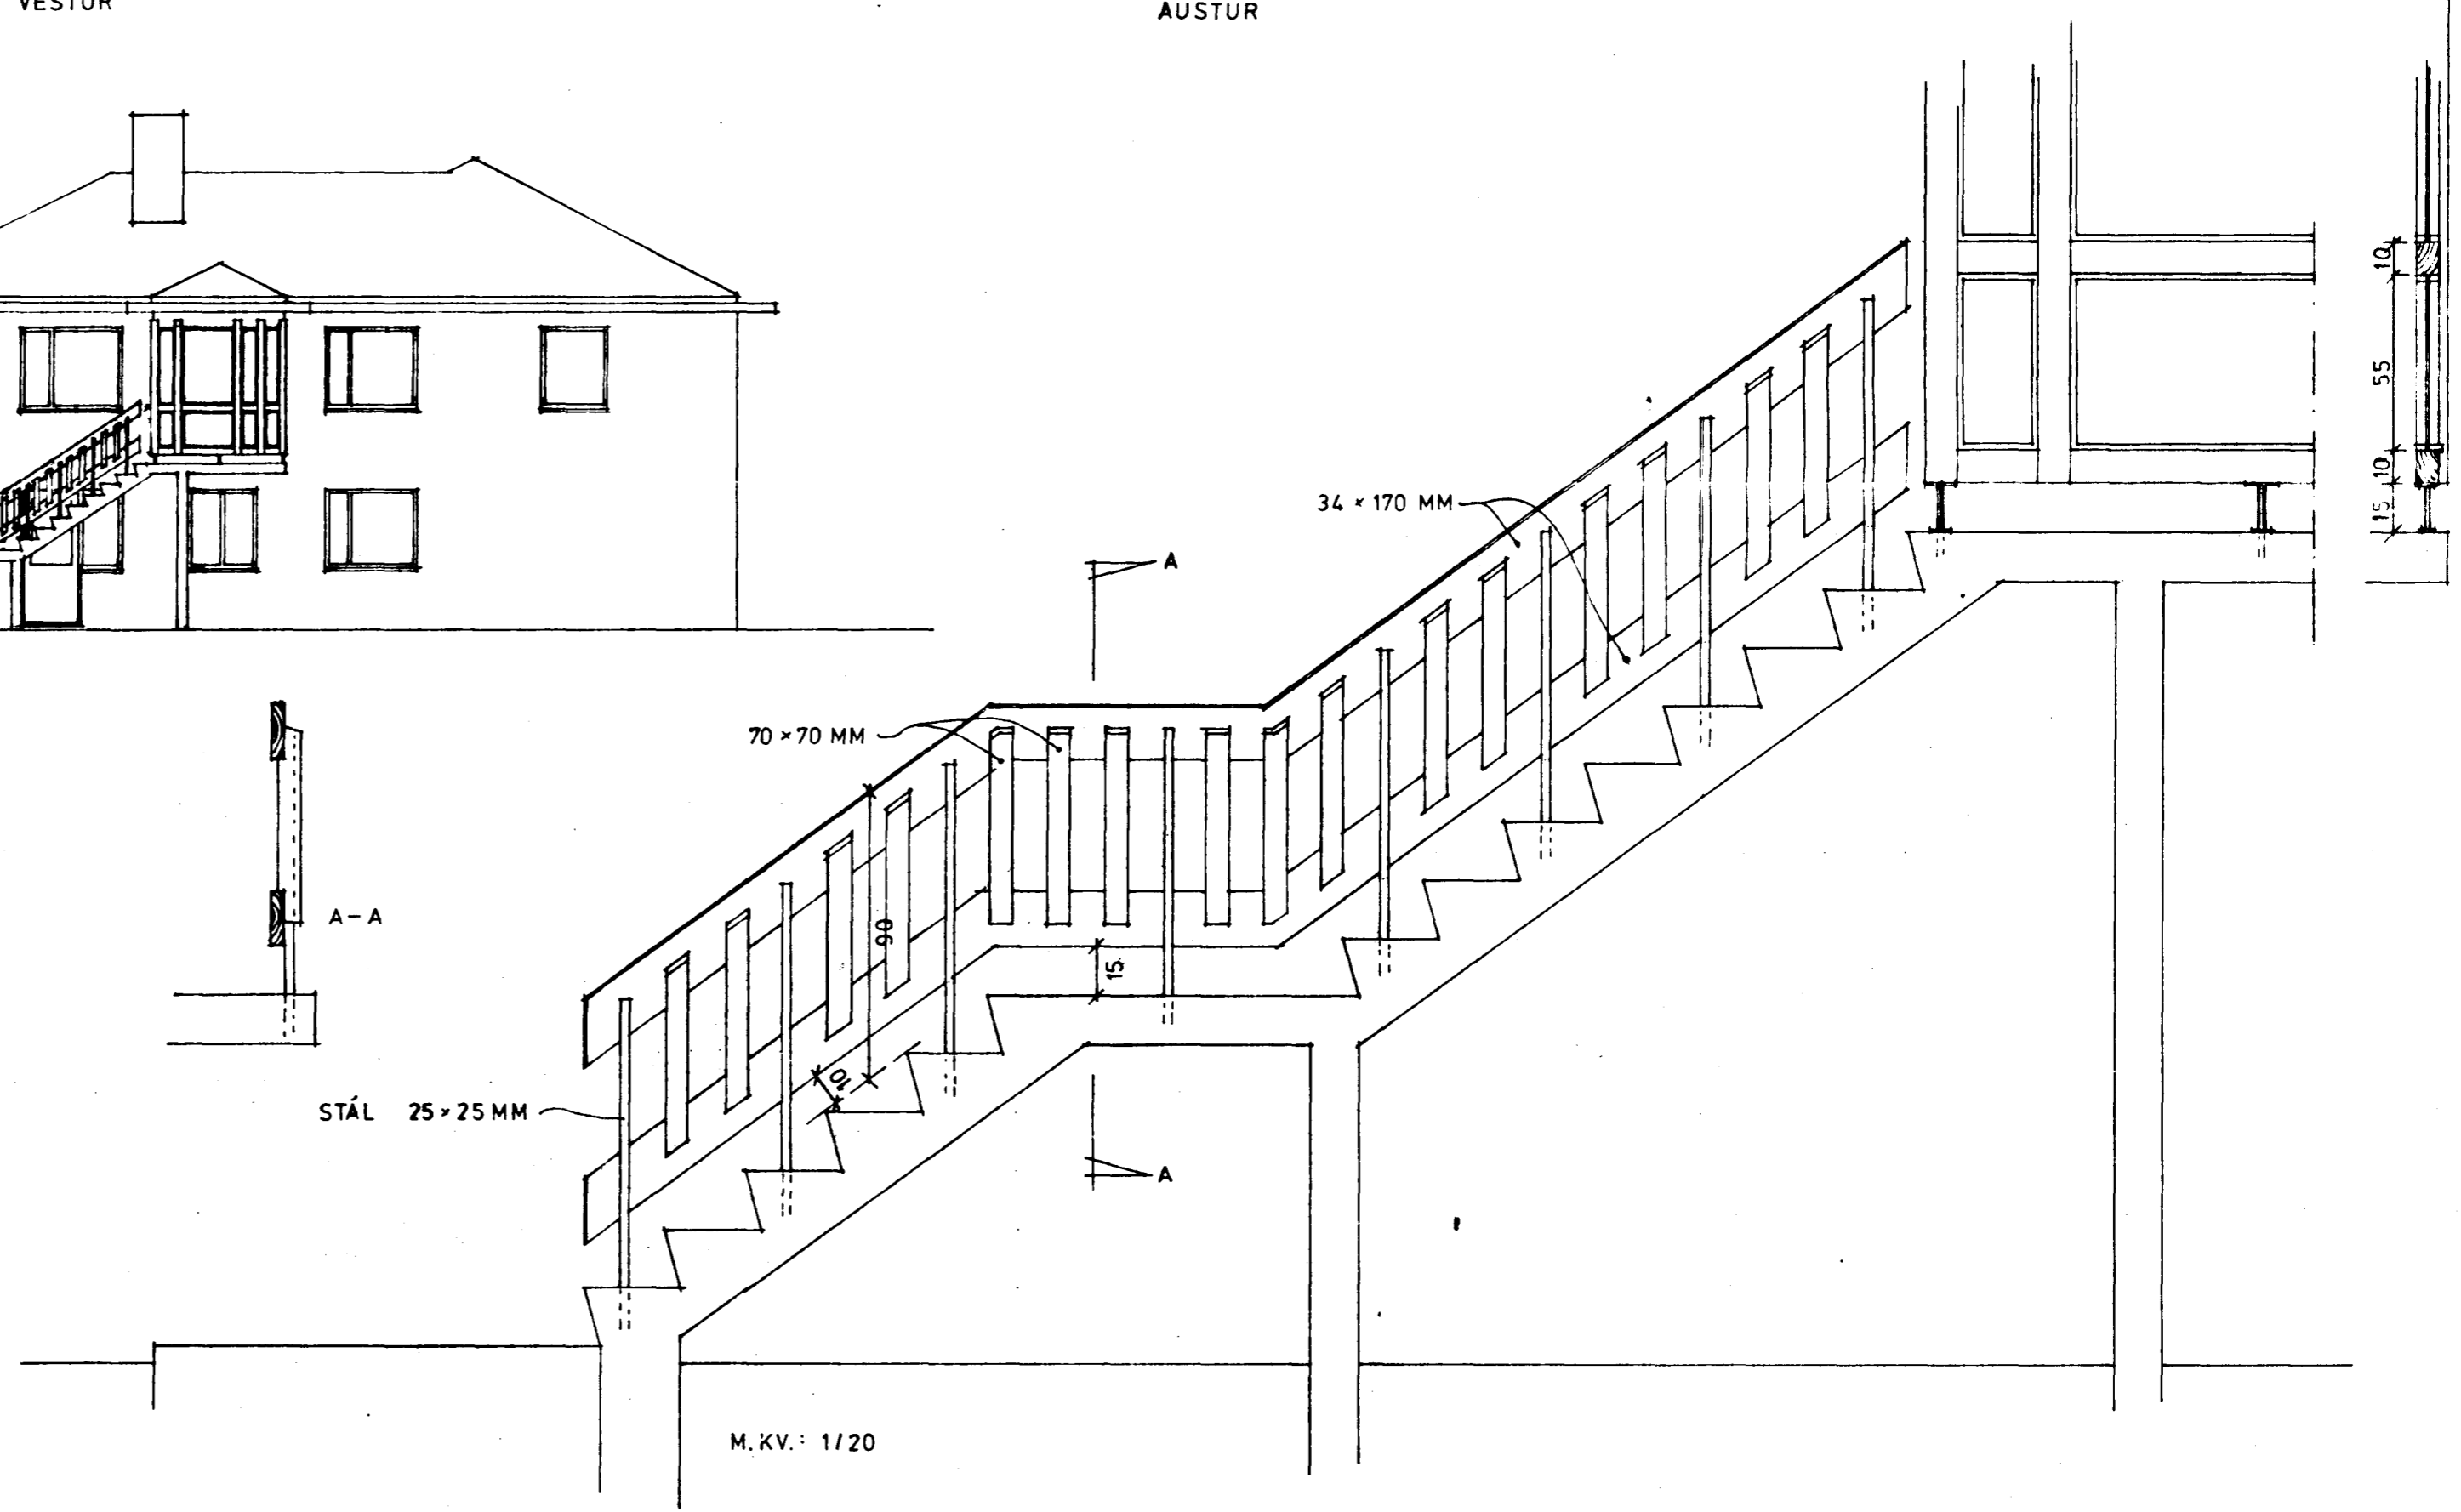 VESTUR
AUSTUR
10
55
10
15
34 × 170 MM
A
70 × 70 MM
90
A-A
15
10
STÁL 25 × 25 MM
A
M. KV.: 1/20